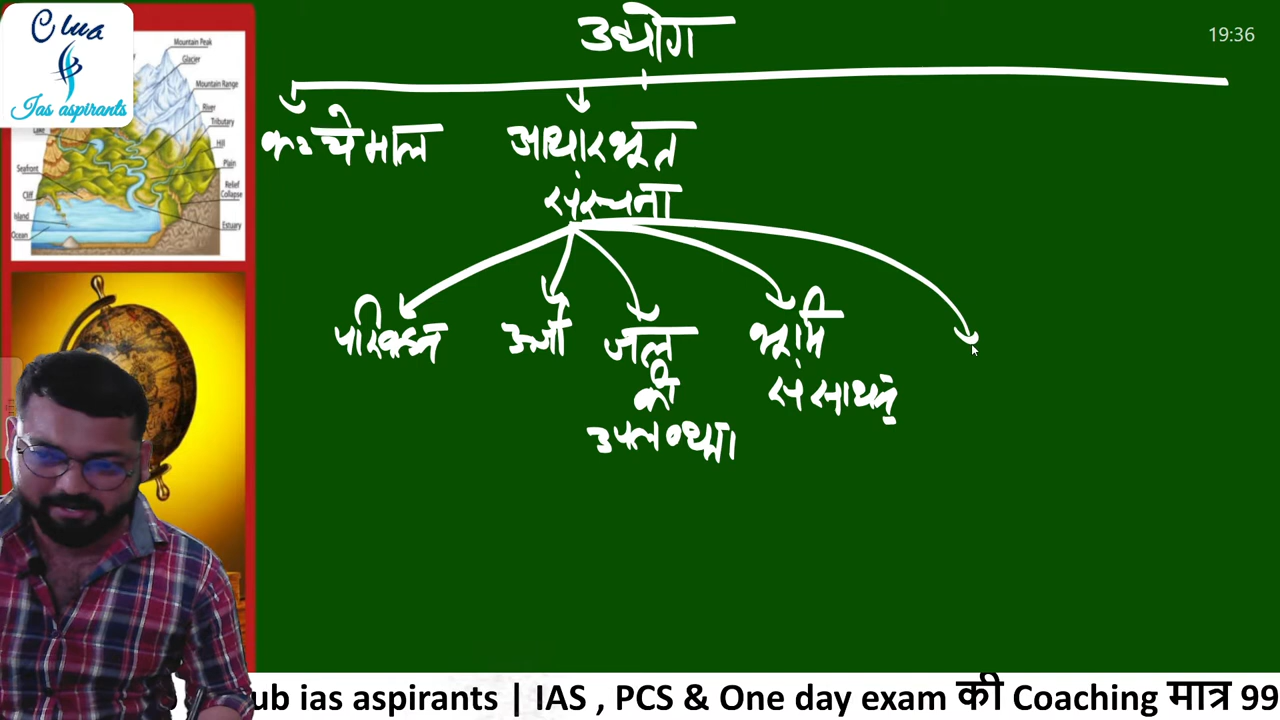 Club
Ias aspirants
19:36
Mountain Peak
Glacier
Mountain Range
River
Tributary
Lake
Hill
Seafront
Plain
Cliff
Relief
Collapse
Island
Estuary
Ocean
उद्योग
कच्चे माल
आधारभूत
संरचना
परिवहन
उर्जा
जल
की
उपलब्धता
भूमि
संसाधन
ub ias aspirants | IAS , PCS & One day exam की Coaching मात्र 99